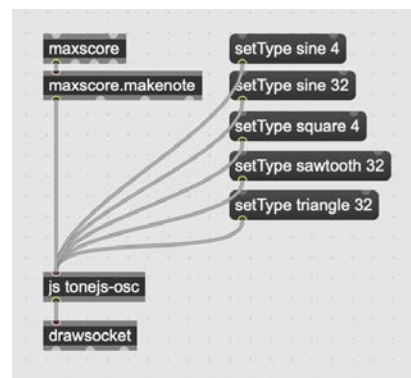 maxscore
maxscore.makenote
setType sine 4
setType sine 32
setType square 4
setType sawtooth 32
setType triangle 32
js tonejs-osc
drawsocket